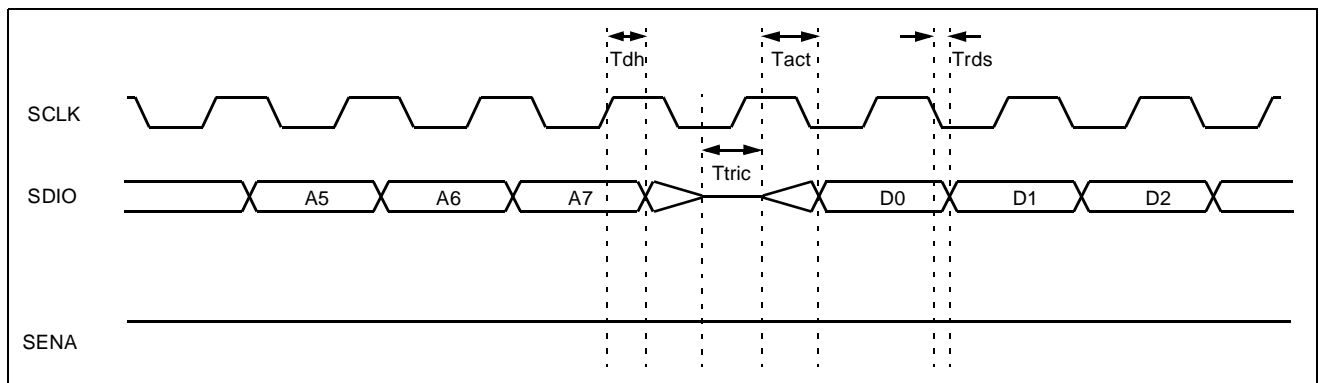 Tdh
Tact
Trds
SCLK
Ttric
SDIO
A5
A6
A7
D0
D1
D2
SENA